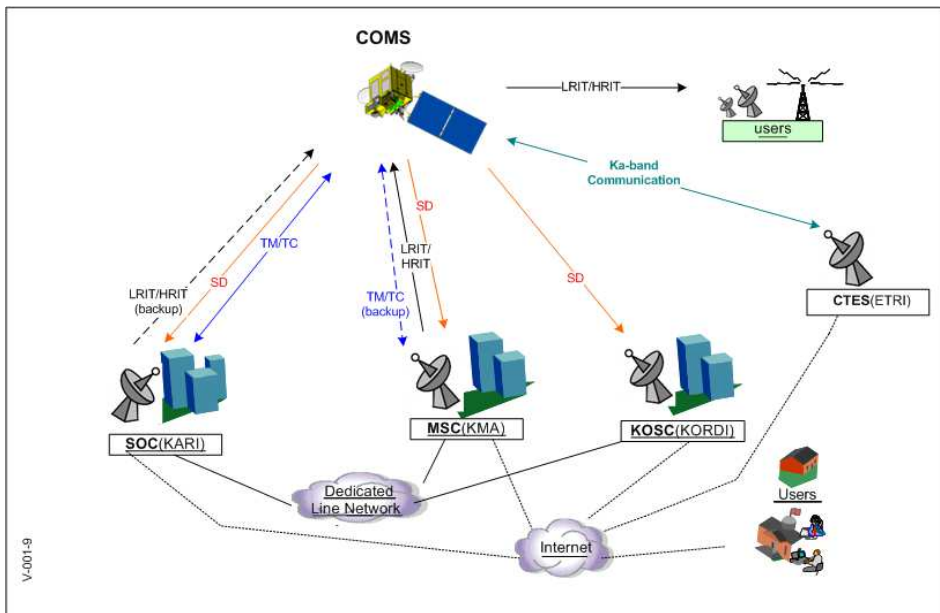 COMS
LRIT/HRIT
users
Ka-band
Communication
SD
TM/TC
SD
LRIT/
HRIT
TM/TC
(backup)
SD
LRIT/HRIT
(backup)
CTES(ETRI)
SOC(KARI)
MSC(KMA)
KOSC(KORDI)
Dedicated
Line Network
Users
Internet
V-001-9